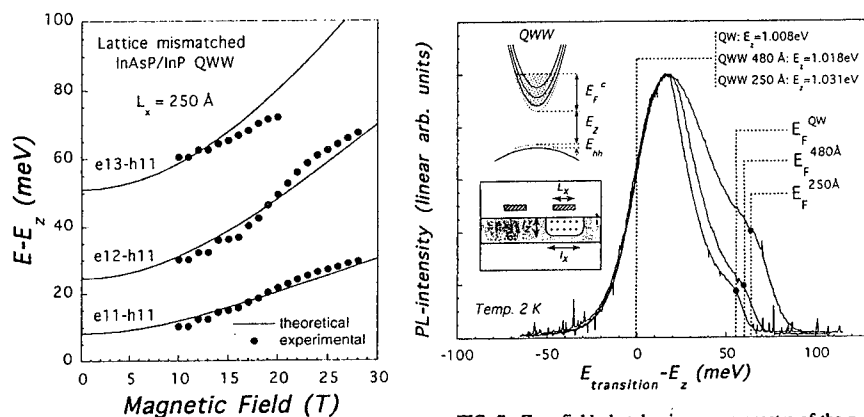 100
80
60
40
20
0
E-E_z (meV)
Lattice mismatched
InAsP/InP QWW
L_x = 250 Å
e13-h11
e12-h11
e11-h11
theoretical
experimental
0 5 10 15 20 25 30
Magnetic Field (T)
PL-intensity (linear arb. units)
QWW
E_F^c
E_z
E_hh
L_x
l_x
Temp. 2 K
QW: E_z=1.008eV
QWW 480 Å: E_z=1.018eV
QWW 250 Å: E_z=1.031eV
E_F^QW
E_F^480Å
E_F^250Å
-100 -50 0 50 100
E_transition -E_z (meV)